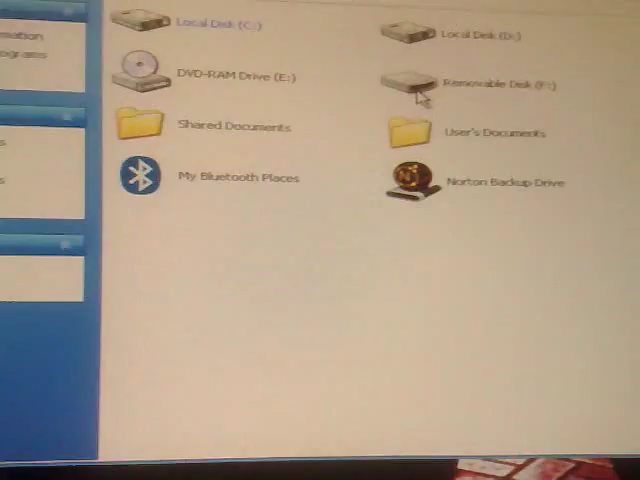 Local Disk (C:)
Local Disk (D:)
DVD-RAM Drive (E:)
Removable Disk (F:)
Shared Documents
User's Documents
My Bluetooth Places
Norton Backup Drive